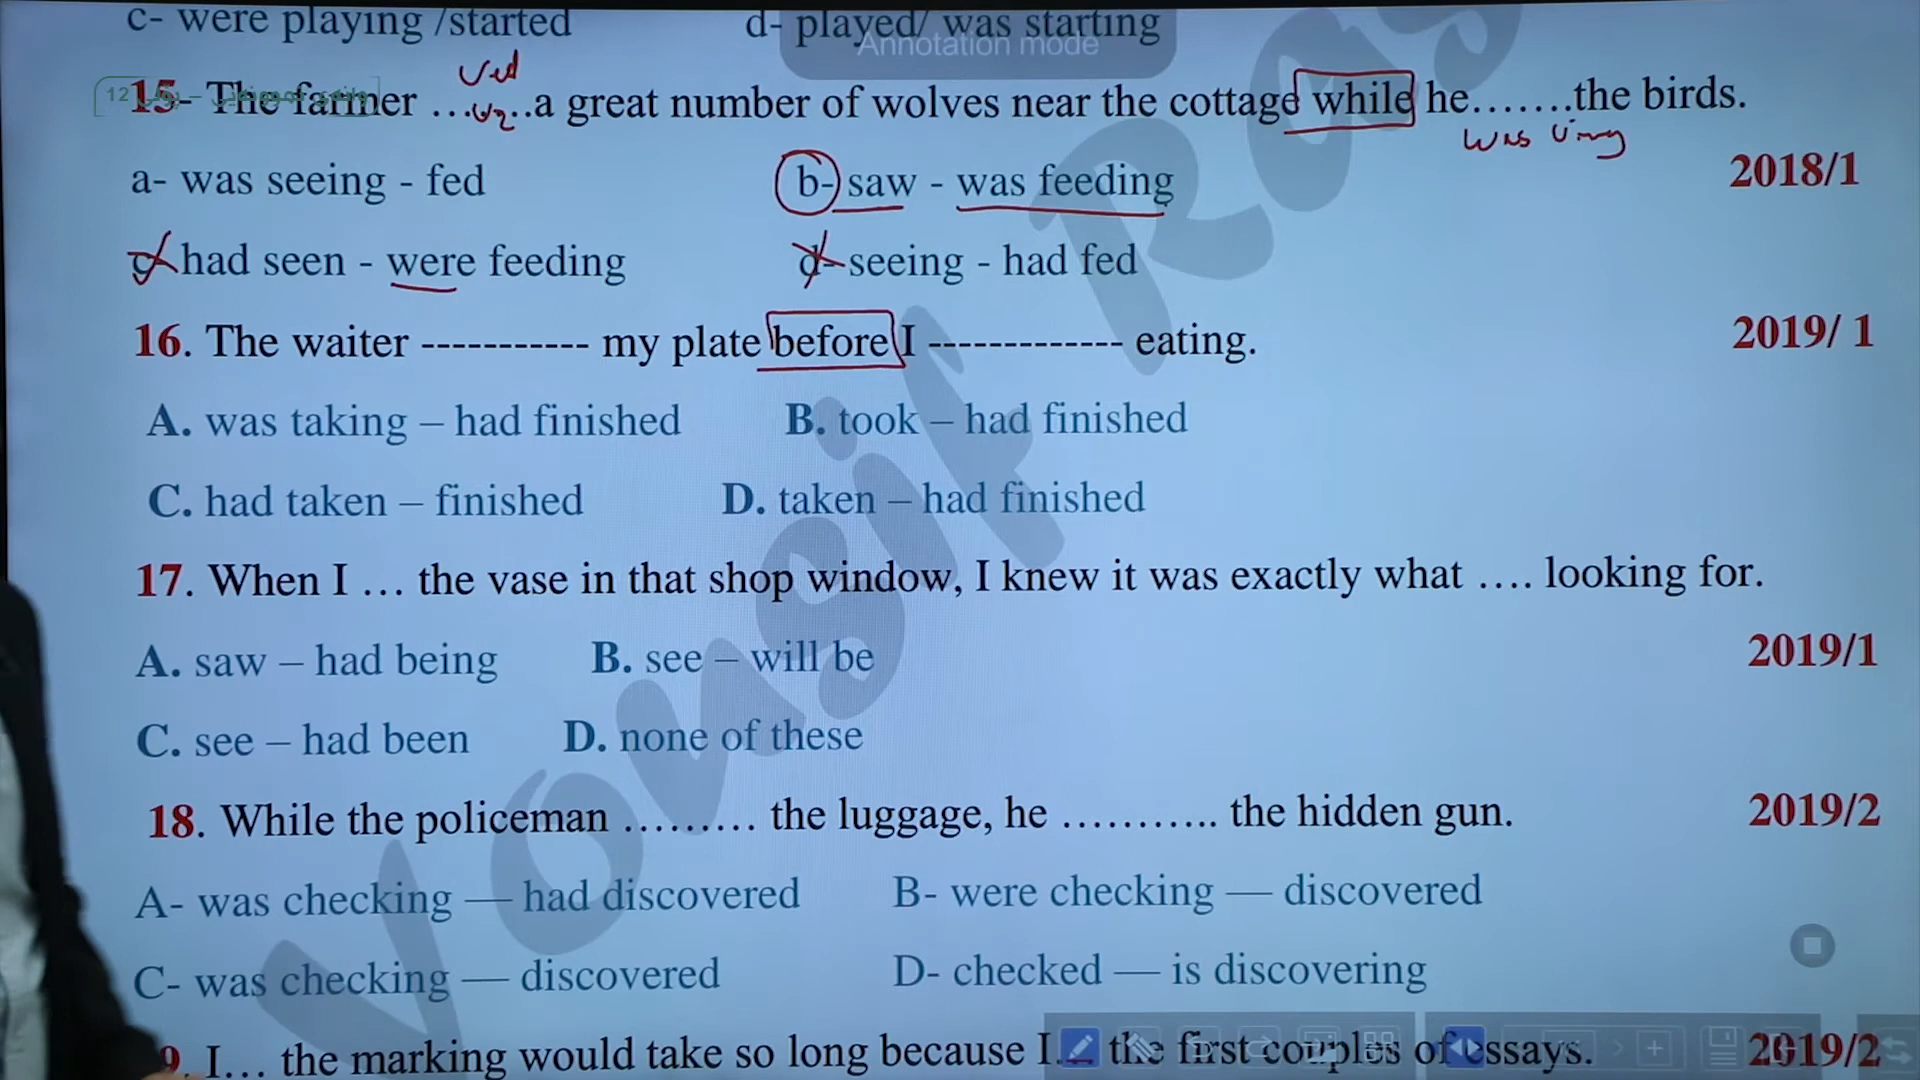 c- were playing /started d- played/ was starting
Annotation mode
Ved
15- The farmer ........a great number of wolves near the cottage while he.......the birds.
V2
was Ving
a- was seeing - fed b- saw - was feeding 2018/1
c- had seen - were feeding d- seeing - had fed
16. The waiter ----------- my plate before I ------------- eating. 2019/ 1
A. was taking – had finished B. took – had finished
C. had taken – finished D. taken – had finished
17. When I … the vase in that shop window, I knew it was exactly what …. looking for.
A. saw – had being B. see – will be 2019/1
C. see – had been D. none of these
18. While the policeman ……… the luggage, he ……….. the hidden gun. 2019/2
A- was checking — had discovered B- were checking — discovered
C- was checking — discovered D- checked — is discovering
9. I… the marking would take so long because I... the first couples of essays. 2019/2